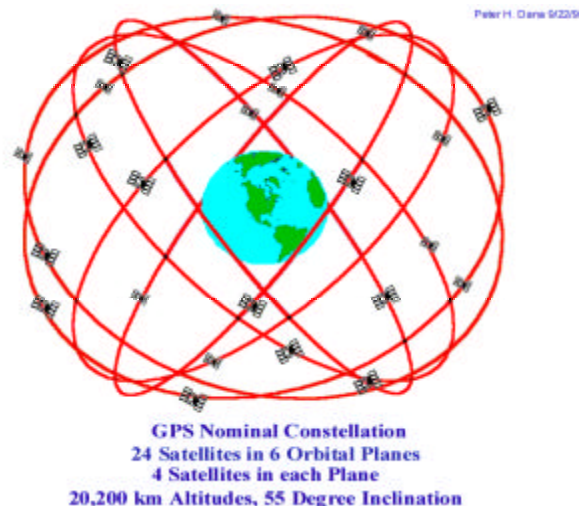 Peter H. Dana 9/22/9
GPS Nominal Constellation
24 Satellites in 6 Orbital Planes
4 Satellites in each Plane
20,200 km Altitudes, 55 Degree Inclination